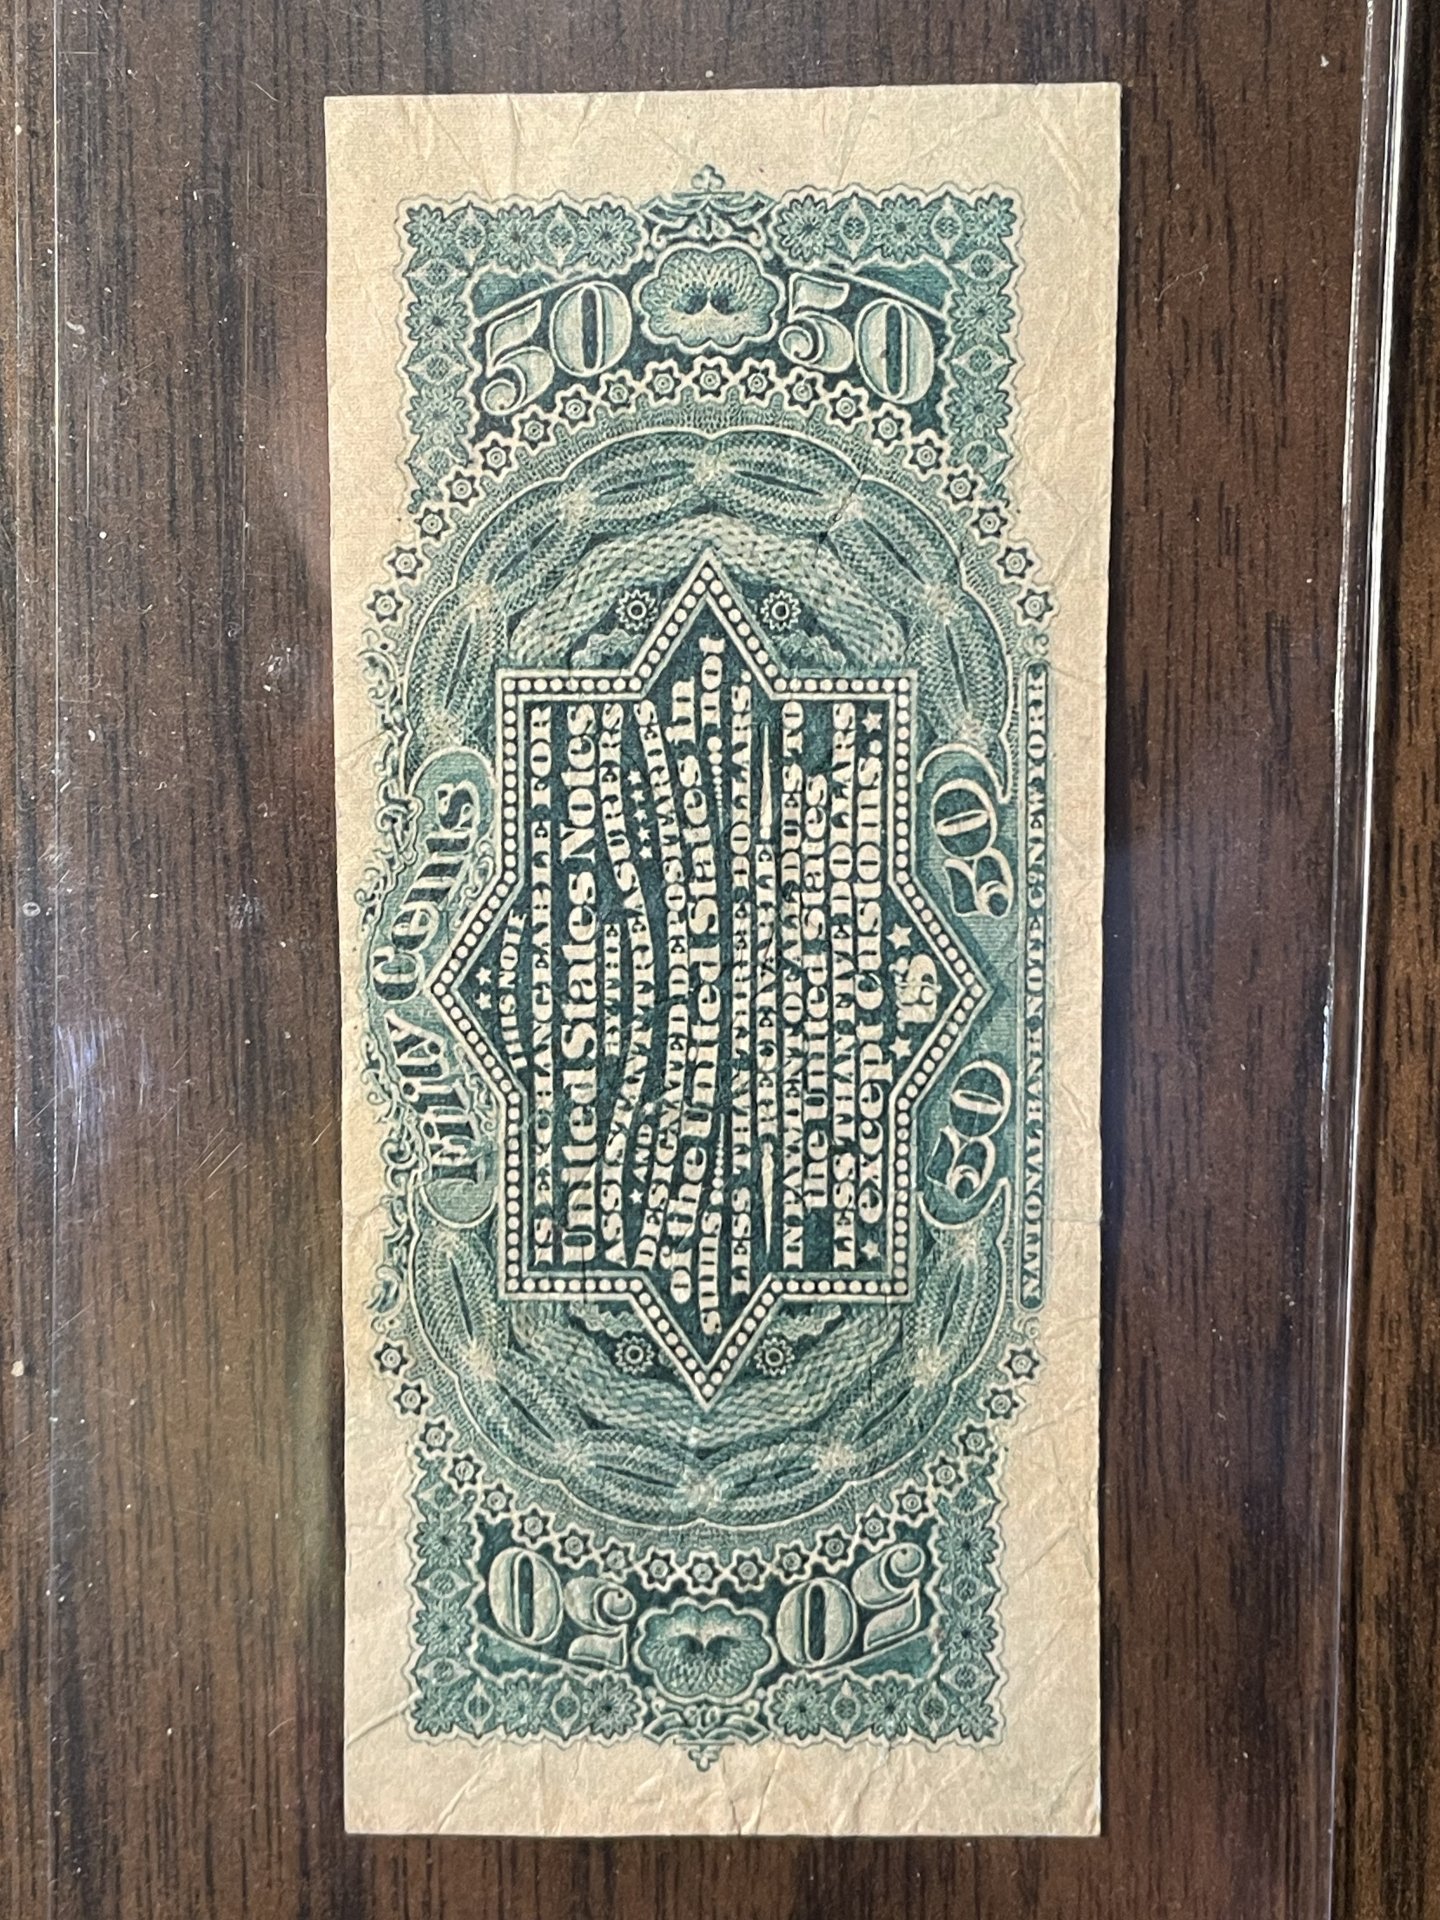 Fifty Cents
50
50
50
50
THIS NOTE
IS EXCHANGEABLE FOR
United States Notes
BY THE
ASSISTANT TREASURERS
AND
DESIGNATED DEPOSITARIES
of the United States in
sums not
LESS THAN THREE DOLLARS.
RECEIVABLE
IN PAYMENT OF ALL DUES TO
the United States
LESS THAN FIVE DOLLARS
except Customs.
50 50
NATIONAL BANK NOTE CO. NEW YORK